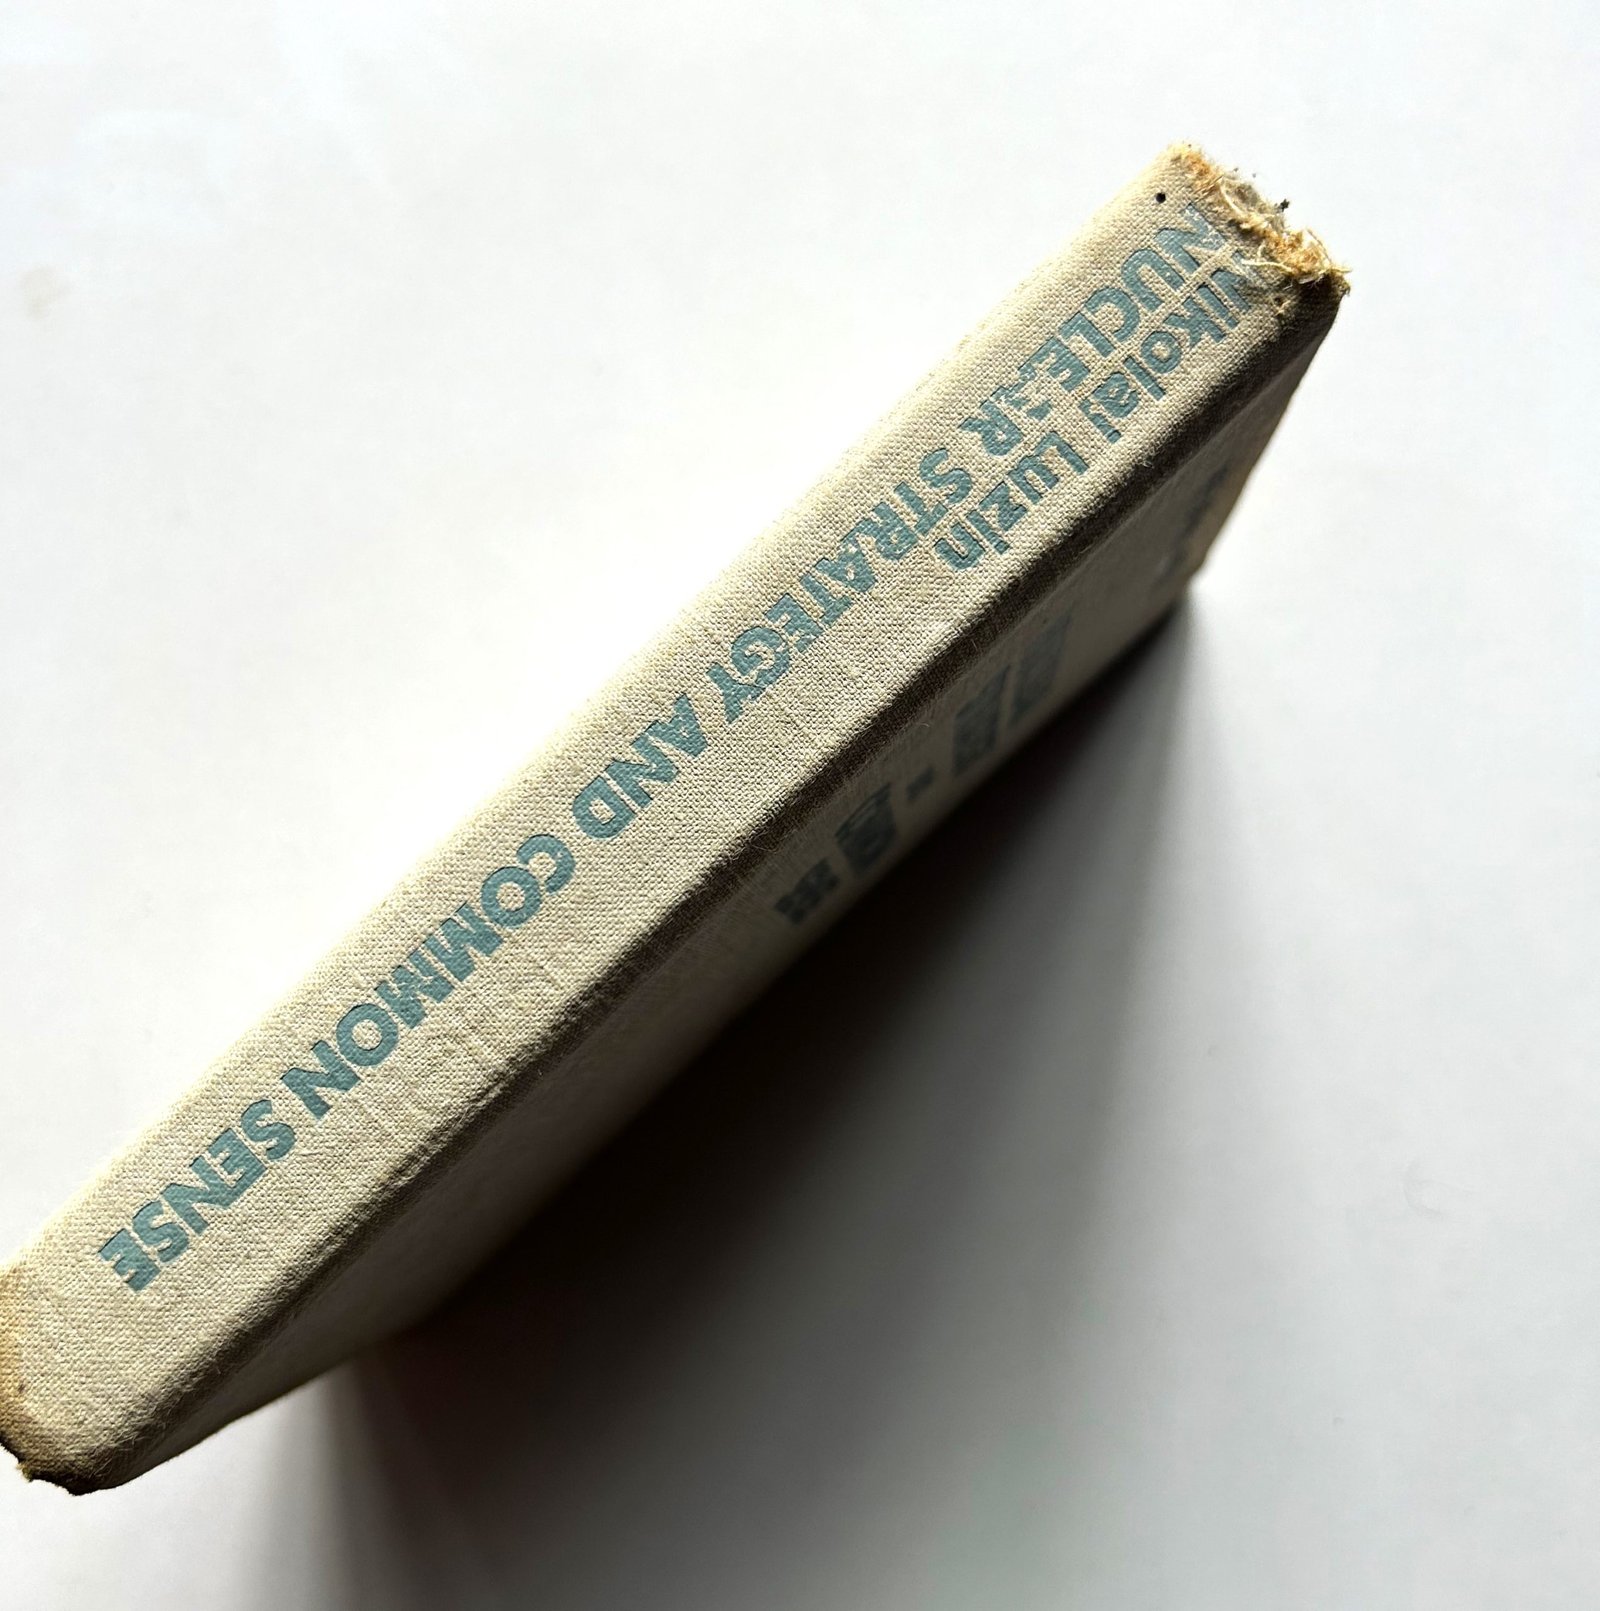 Nikolai Luzin
NUCLEAR STRATEGY AND COMMON SENSE